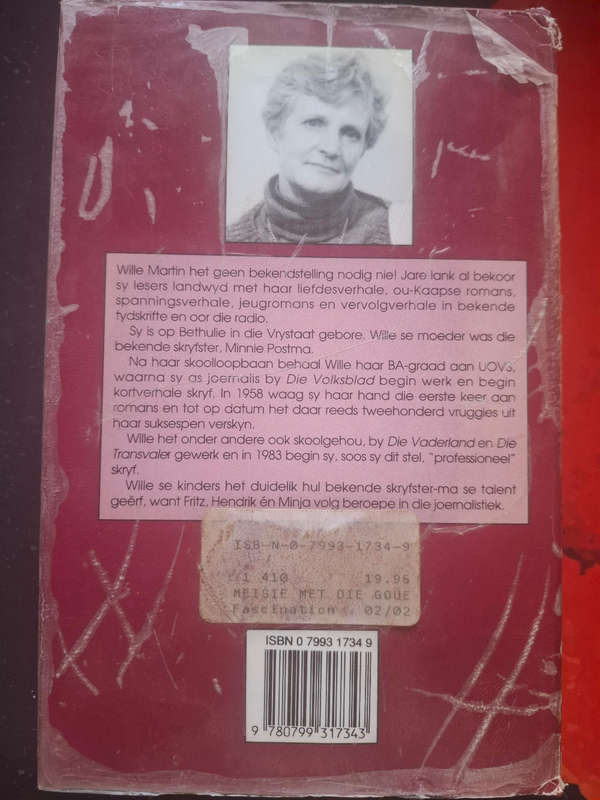 Wille Martin het geen bekendstelling nodig nie! Jare lank al bekoor
sy lesers landwyd met haar liefdesverhale, ou-Kaapse romans,
spanningsverhale, jeugromans en vervolgverhale in bekende
tydskrifte en oor die radio.
Sy is op Bethulie in die Vrystaat gebore. Wille se moeder was die
bekende skryfster, Minnie Postma.
Na haar skoolloopbaan behaal Wille haar BA-graad aan UOVS,
waarna sy as joernalis by Die Volksblad begin werk en begin
kortverhale skryf. In 1958 waag sy haar hand die eerste keer aan
romans en tot op datum het daar reeds tweehonderd vruggies uit
haar suksespen verskyn.
Wille het onder andere ook skoolgehou, by Die Vaderland en Die
Transvaler gewerk en in 1983 begin sy, soos sy dit stel, "professioneel"
skryf.
Wille se kinders het duidelik hul bekende skryfster-ma se talent
geërf, want Fritz, Hendrik én Minja volg beroepe in die joernalistiek.
ISB-N-0-7993-1734-9
1 410 19.96
MEISIE MET DIE GOUE
Fascination 02/02
ISBN 0 7993 1734 9
9 780799 317343